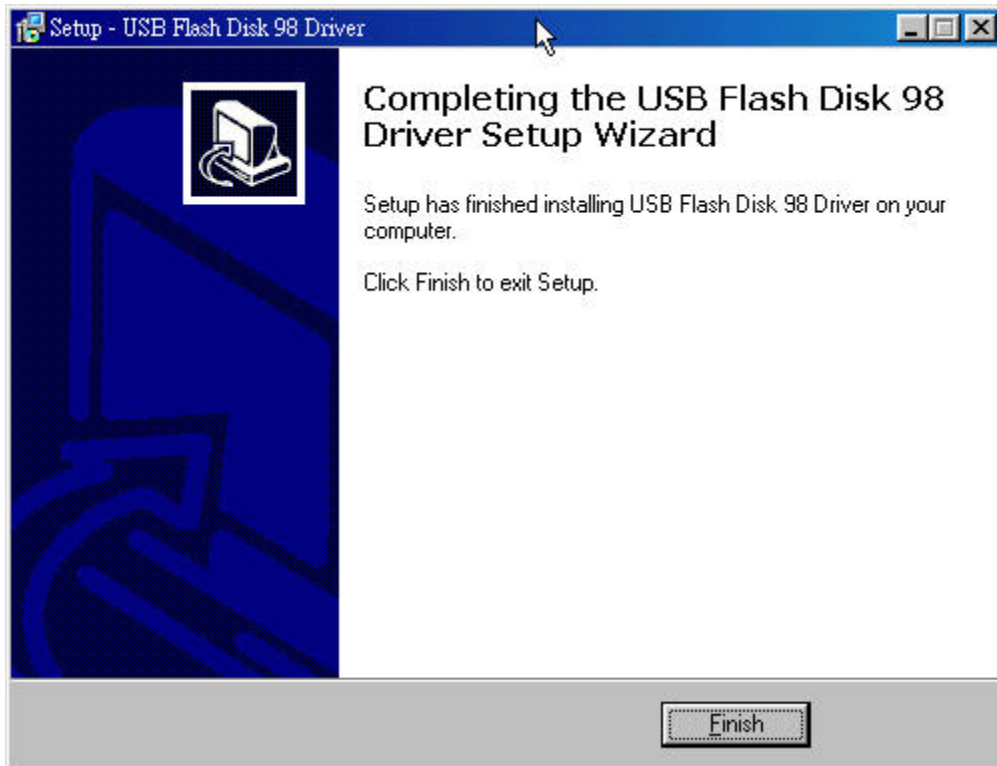 Setup - USB Flash Disk 98 Driver
Completing the USB Flash Disk 98
Driver Setup Wizard
Setup has finished installing USB Flash Disk 98 Driver on your
computer.
Click Finish to exit Setup.
Finish